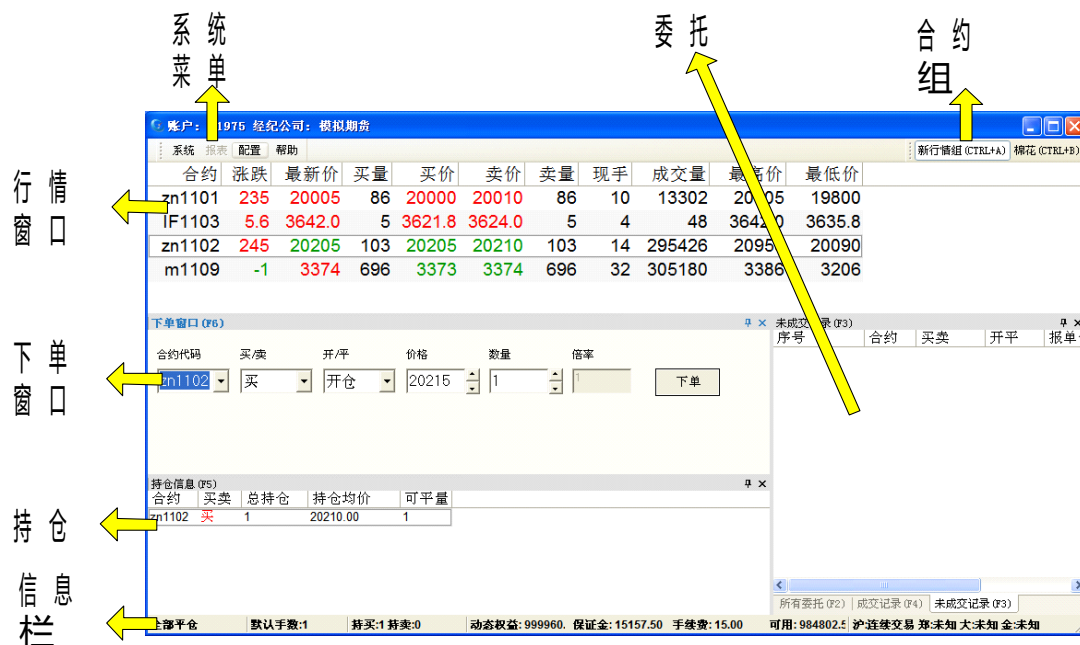 系 统
菜 单
委 托
合 约
组
账户： 1975 经纪公司：模拟期货
系统 报表 配置 帮助 新行情组(CTRL+A) 棉花(CTRL+B)
行 情
窗 口
合约 涨跌 最新价 买量 买价 卖价 卖量 现手 成交量 最高价 最低价
zn1101 235 20005 86 20000 20010 86 10 13302 19800
IF1103 5.6 3642.0 5 3621.8 3624.0 5 4 48 3642.0 3635.8
zn1102 245 20205 103 20205 20210 103 14 295426 20090
m1109 -1 3374 696 3373 3374 696 32 305180 3386 3206
下单窗口(F6)
未成交记录(F3)
序号 合约 买卖 开平 报单
下 单
窗 口
合约代码 买/卖 开/平 价格 数量 倍率
zn1102 买 开仓 20215 1 1 下单
持仓信息(F5)
合约 买卖 总持仓 持仓均价 可平量
zn1102 买 1 20210.00 1
持 仓
信 息
栏
所有委托(F2) 成交记录(F4) 未成交记录(F3)
全部平仓 默认手数:1 持买:1 持卖:0 动态权益: 999960. 保证金: 15157.50 手续费: 15.00 可用: 984802.5 沪:连续交易 郑:未知 大:未知 金:未知